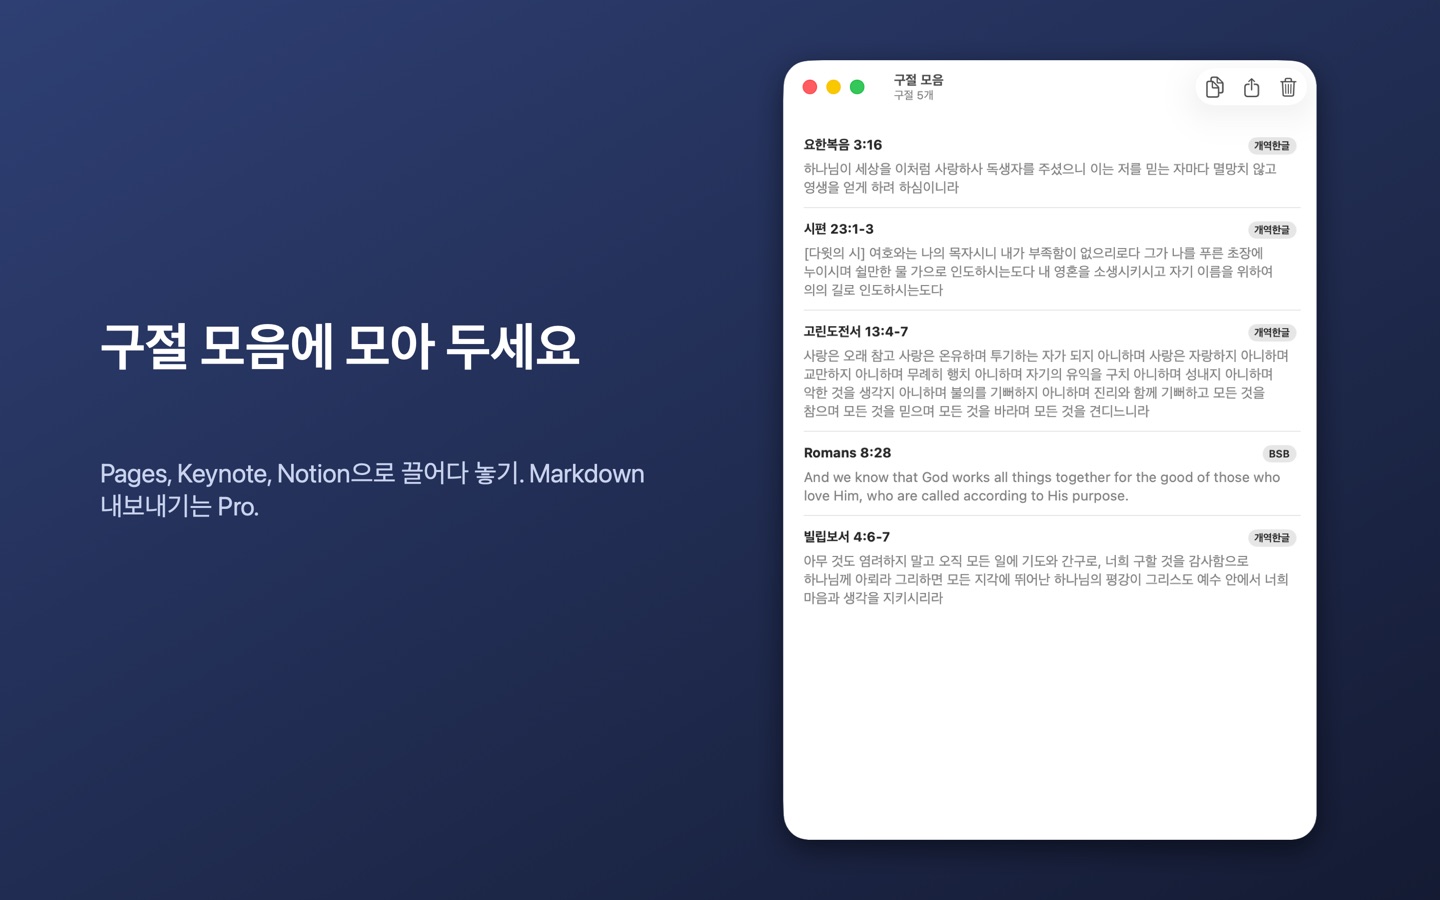 구절 모음에 모아 두세요
Pages, Keynote, Notion으로 끌어다 놓기. Markdown
내보내기는 Pro.
구절 모음
구절 5개
요한복음 3:16
개역한글
하나님이 세상을 이처럼 사랑하사 독생자를 주셨으니 이는 저를 믿는 자마다 멸망치 않고
영생을 얻게 하려 하심이니라
시편 23:1-3
개역한글
[다윗의 시] 여호와는 나의 목자시니 내가 부족함이 없으리로다 그가 나를 푸른 초장에
누이시며 쉴만한 물 가으로 인도하시는도다 내 영혼을 소생시키시고 자기 이름을 위하여
의의 길로 인도하시는도다
고린도전서 13:4-7
개역한글
사랑은 오래 참고 사랑은 온유하며 투기하는 자가 되지 아니하며 사랑은 자랑하지 아니하며
교만하지 아니하며 무례히 행치 아니하며 자기의 유익을 구치 아니하며 성내지 아니하며
악한 것을 생각지 아니하며 불의를 기뻐하지 아니하며 진리와 함께 기뻐하고 모든 것을
참으며 모든 것을 믿으며 모든 것을 바라며 모든 것을 견디느니라
Romans 8:28
BSB
And we know that God works all things together for the good of those who
love Him, who are called according to His purpose.
빌립보서 4:6-7
개역한글
아무 것도 염려하지 말고 오직 모든 일에 기도와 간구로, 너희 구할 것을 감사함으로
하나님께 아뢰라 그리하면 모든 지각에 뛰어난 하나님의 평강이 그리스도 예수 안에서 너희
마음과 생각을 지키시리라